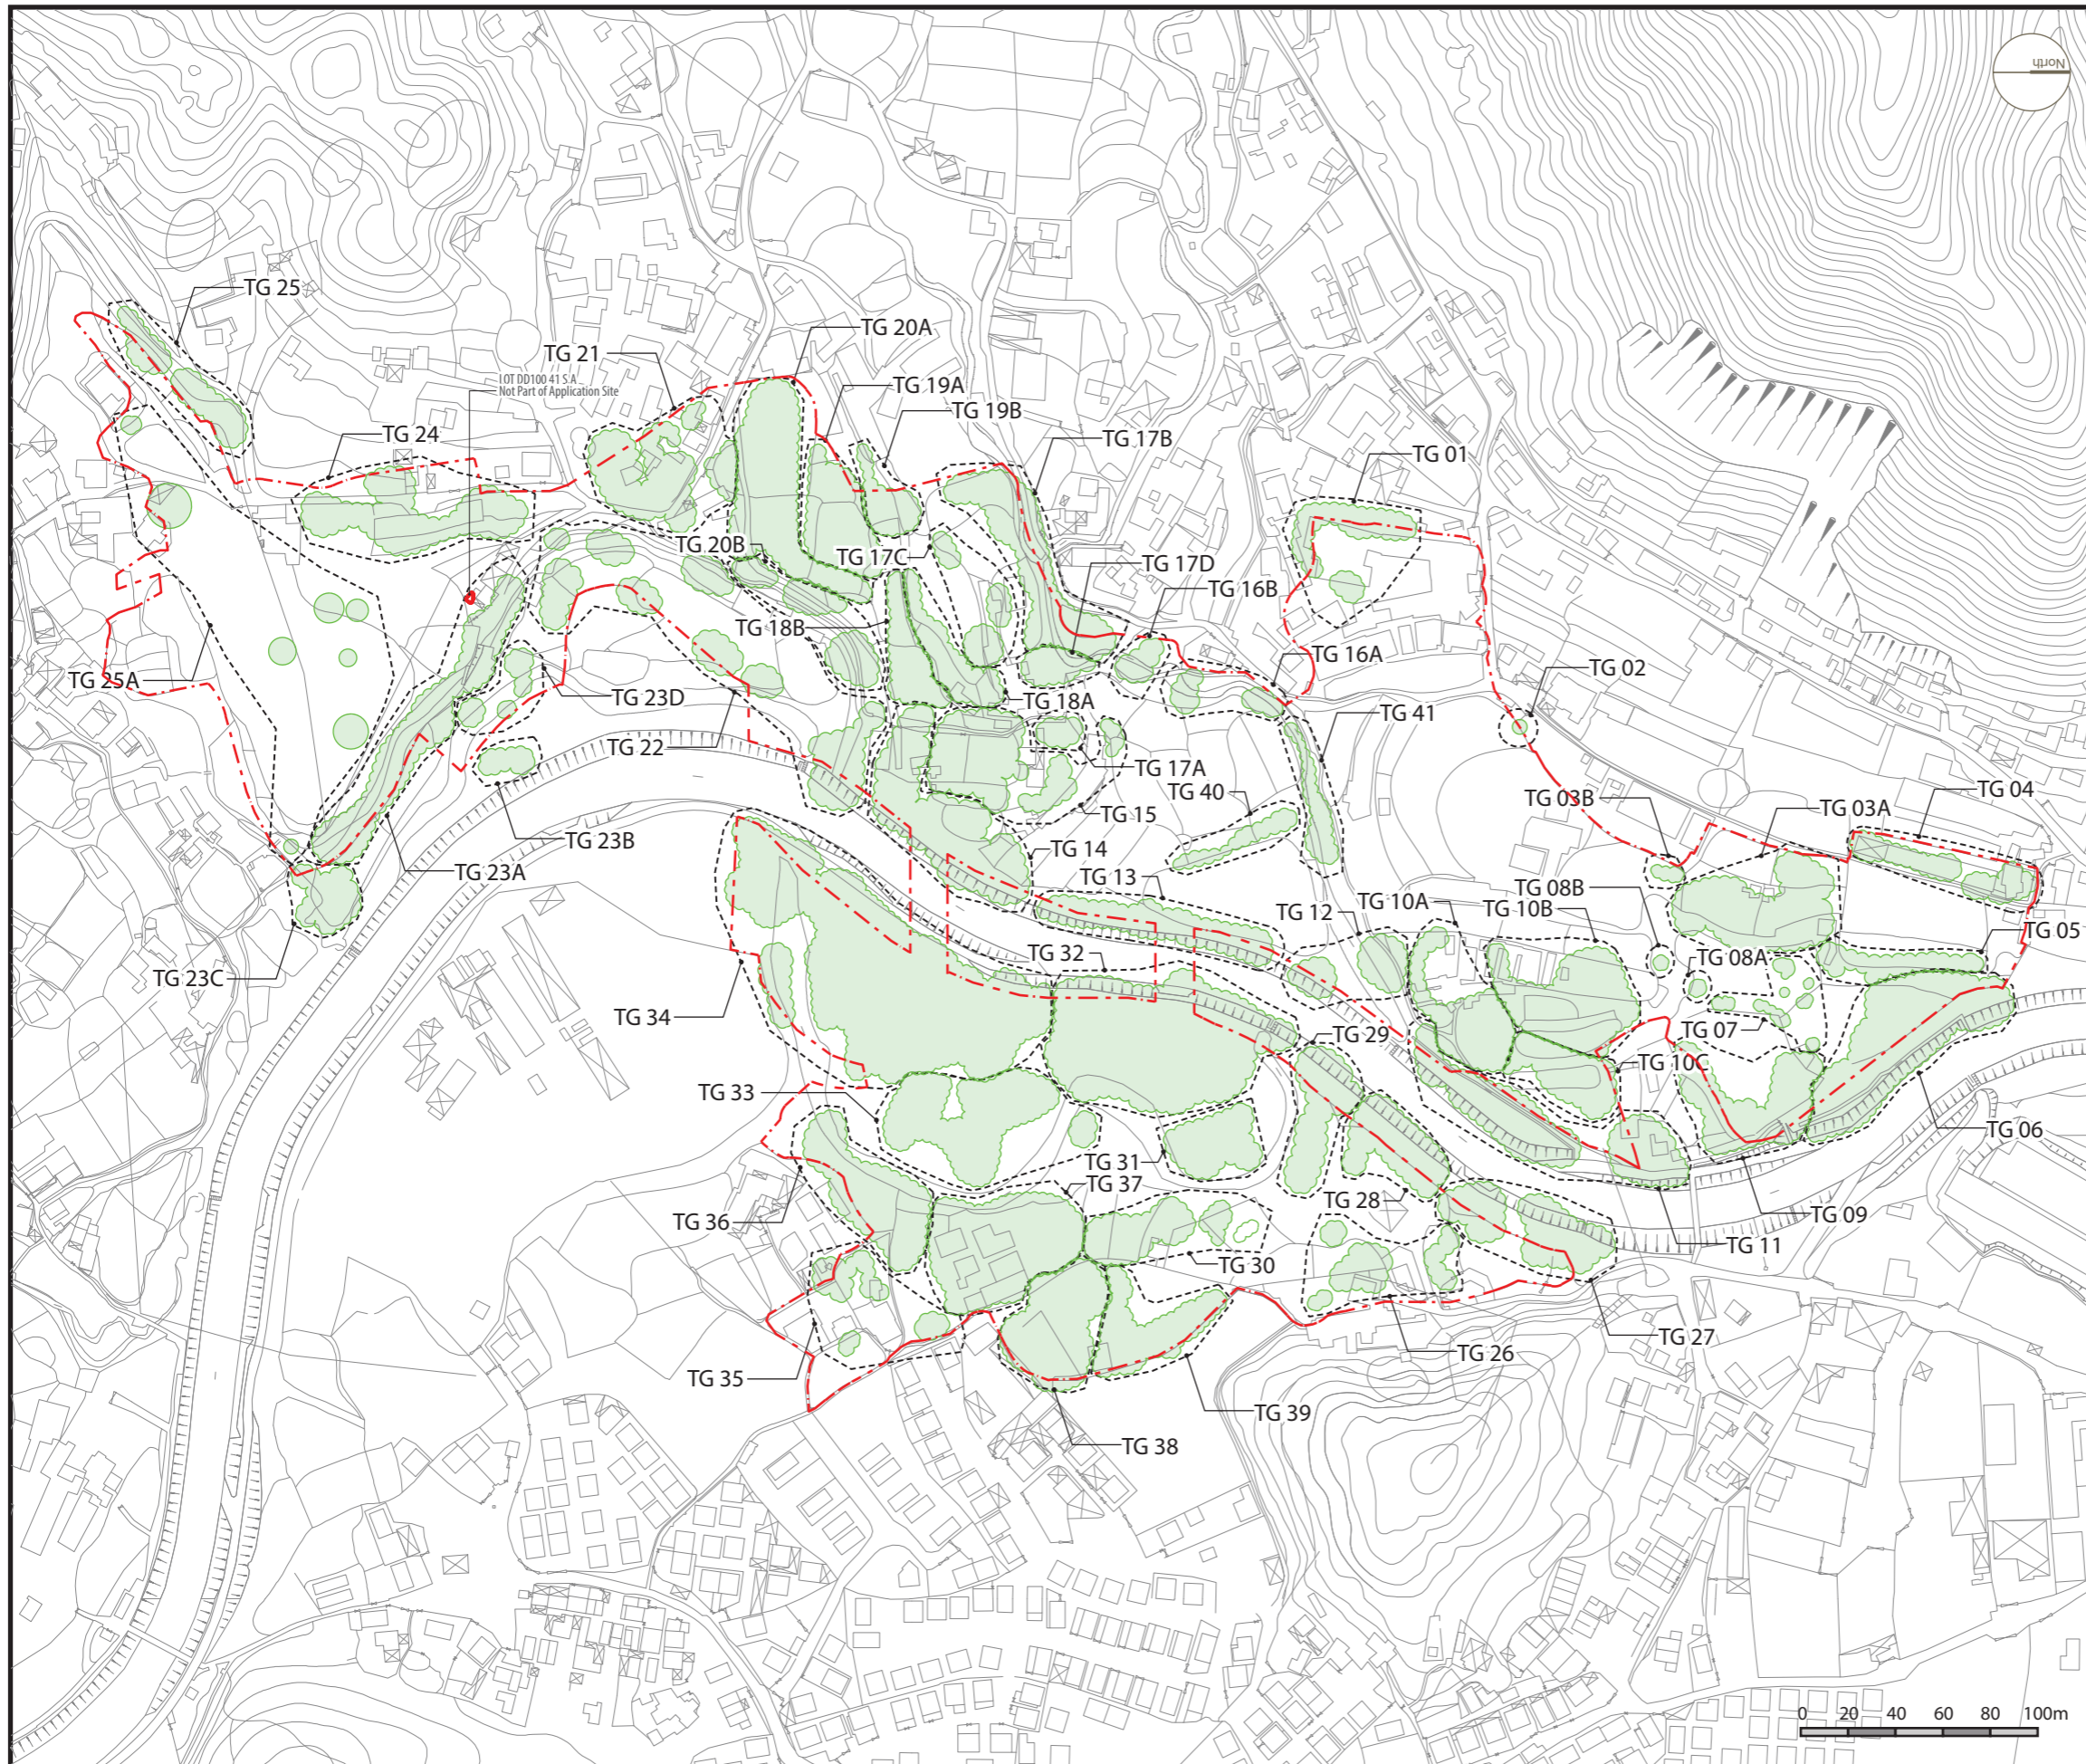 North
TG 25
TG 20A
TG 21
LOT DD100 41 S.A
Not Part of Application Site
TG 19A
TG 19B
TG 24
TG 17B
TG 01
TG 20B
TG 17C
TG 17D
TG 16B
TG 18B
TG 16A
TG 02
TG 25A
TG 23D
TG 18A
TG 41
TG 22
TG 17A
TG 40
TG 04
TG 03B
TG 03A
TG 15
TG 23B
TG 14
TG 23A
TG 13
TG 08B
TG 10A
TG 10B
TG 12
TG 05
TG 32
TG 08A
TG 23C
TG 34
TG 29
TG 07
TG 10C
TG 33
TG 06
TG 31
TG 37
TG 28
TG 09
TG 36
TG 11
TG 30
TG 27
TG 26
TG 35
TG 39
TG 38
0 20 40 60 80 100m